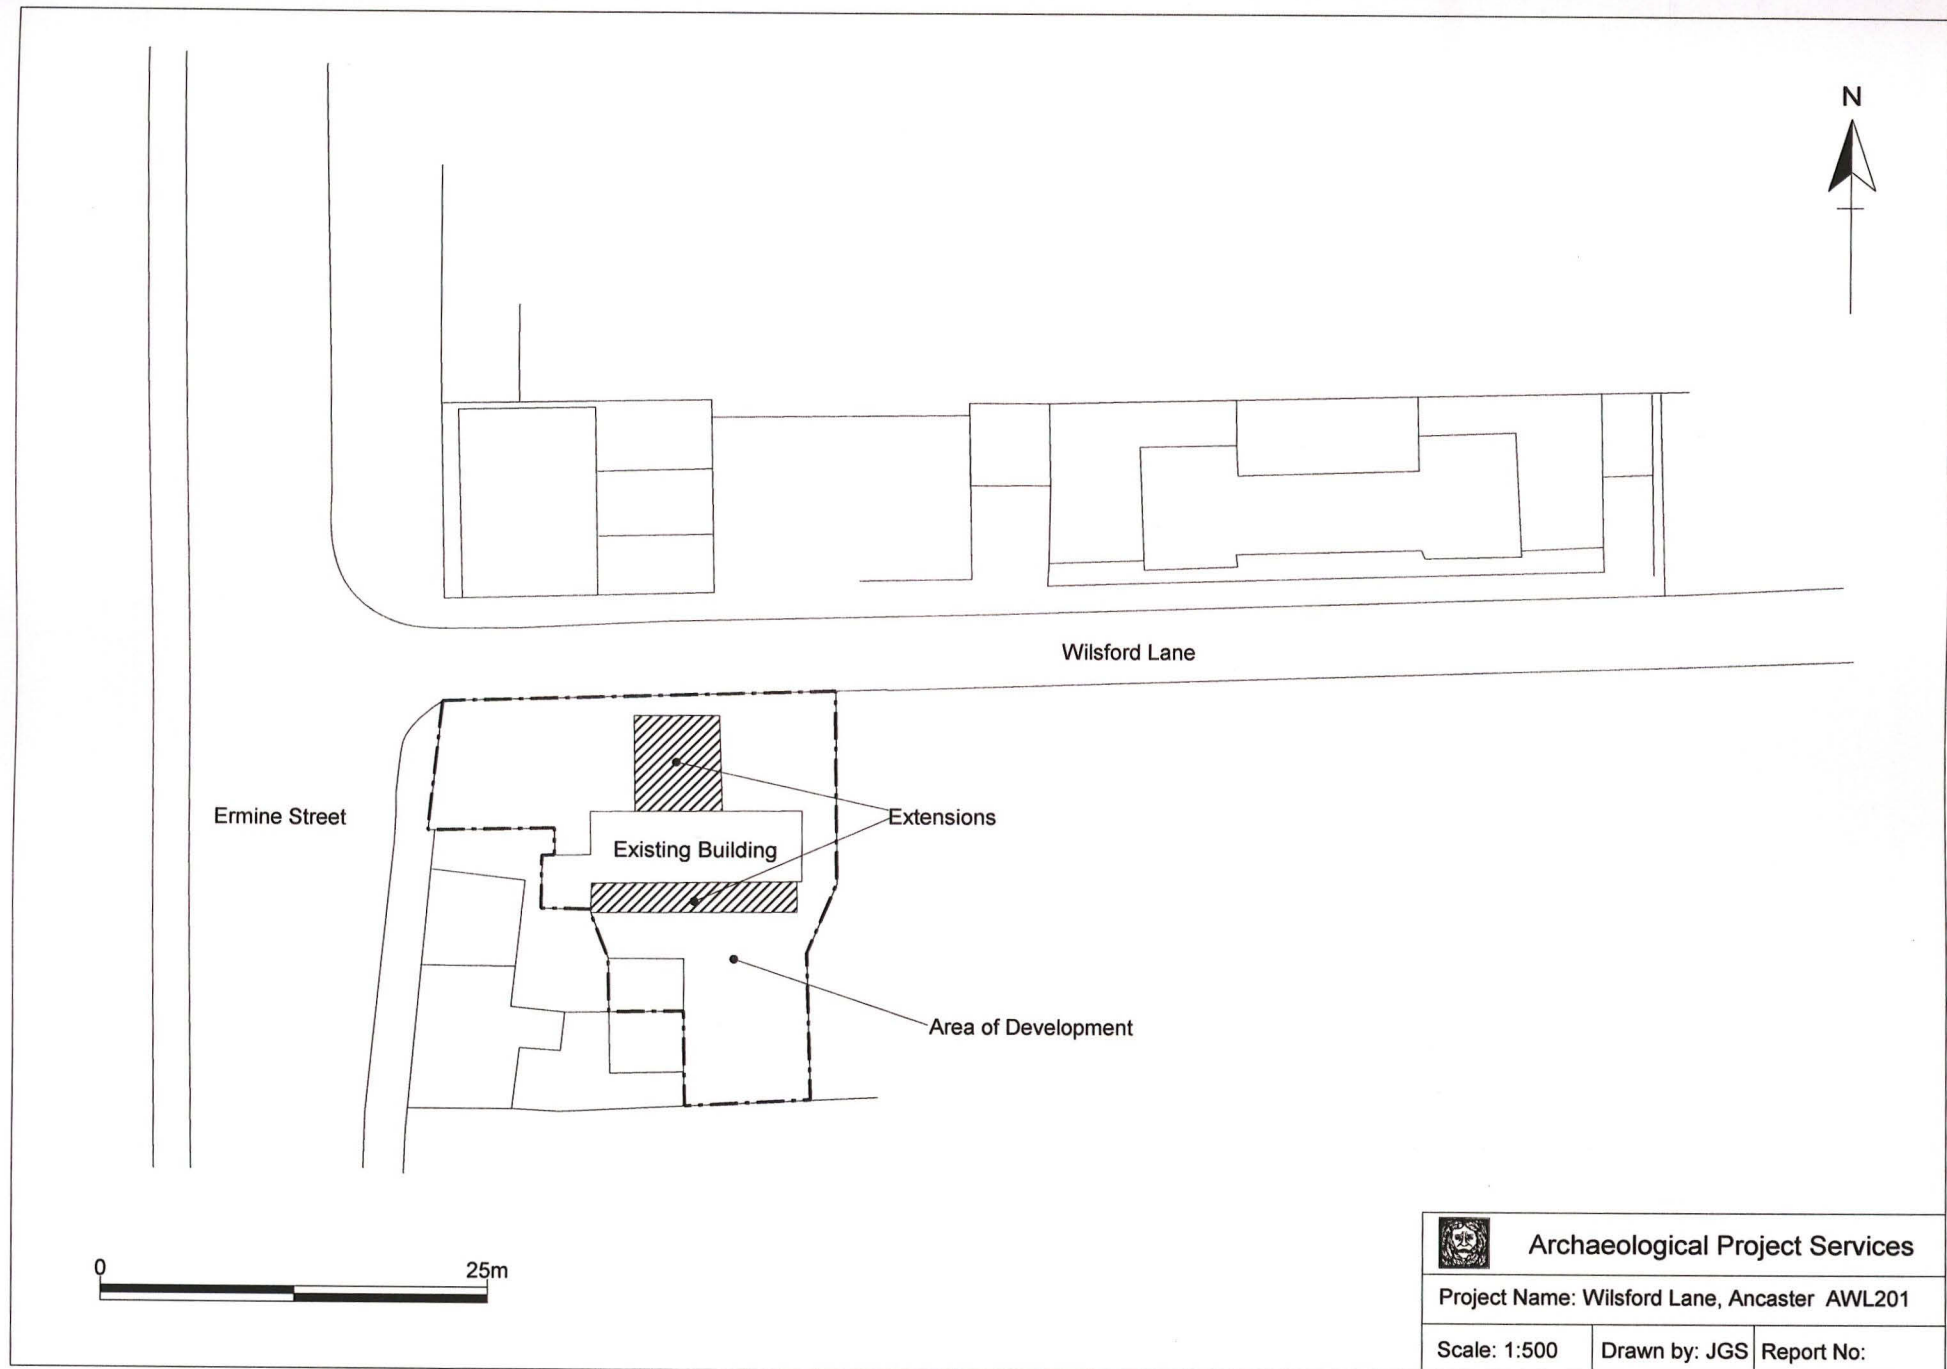 N
Wilsford Lane
Ermine Street
Extensions
Existing Building
Area of Development
0 25m
Archaeological Project Services
Project Name: Wilsford Lane, Ancaster AWL201
Scale: 1:500 Drawn by: JGS Report No: